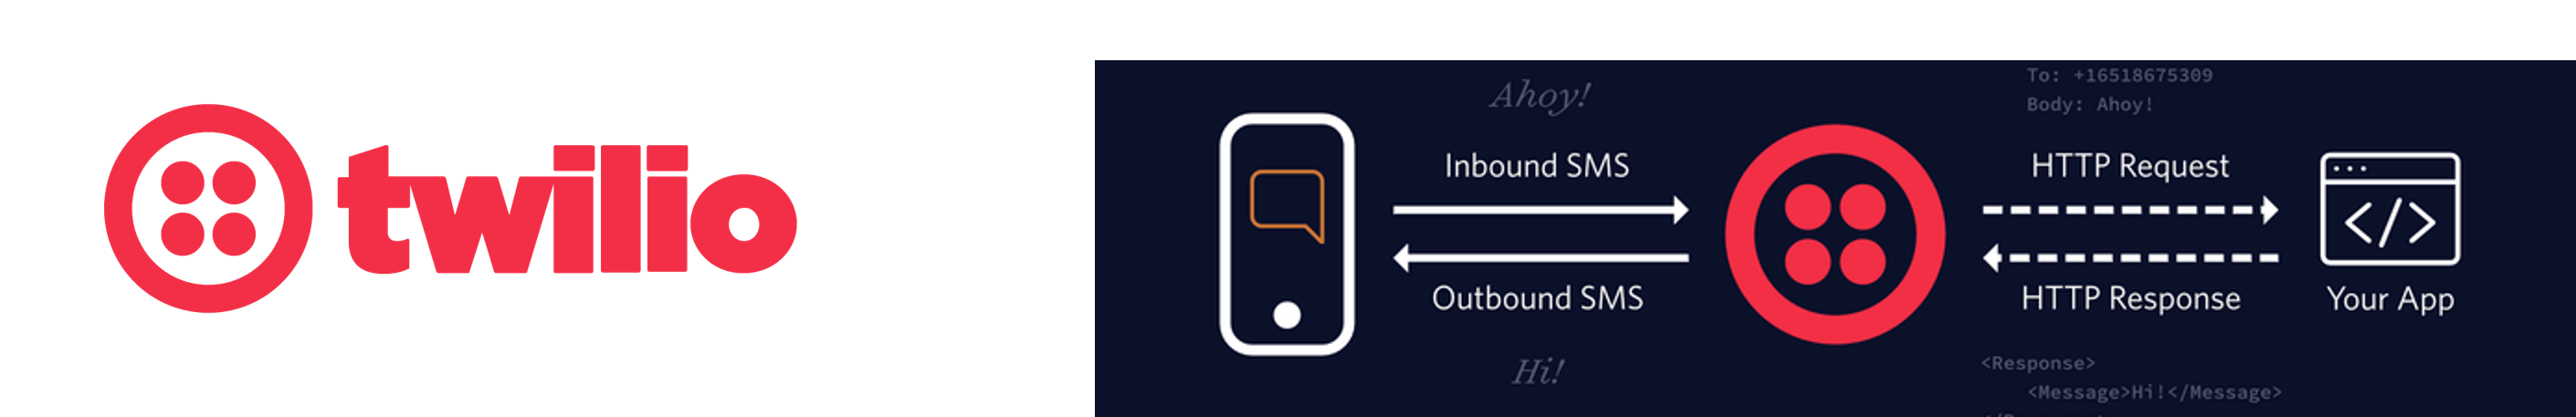 twilio
Ahoy!
Inbound SMS
Outbound SMS
Hi!
To: +16518675309
Body: Ahoy!
HTTP Request
HTTP Response
<Response>
<Message>Hi!</Message>
Your App
</>